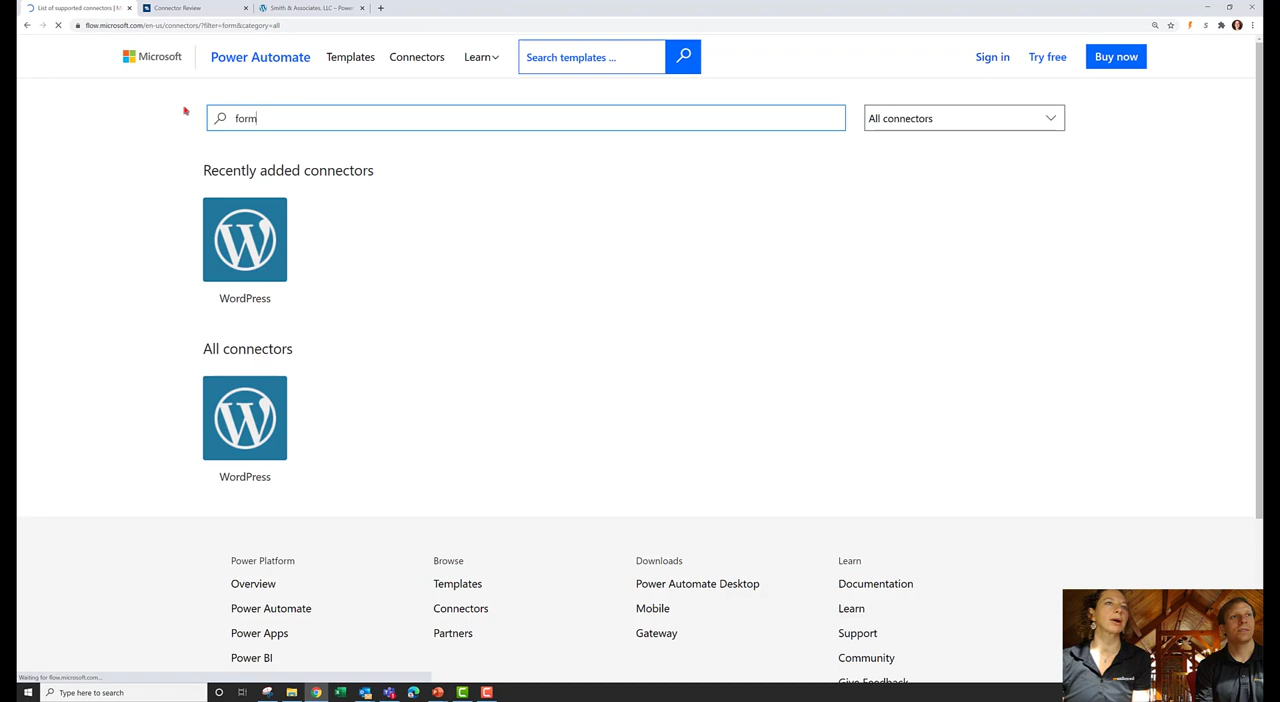 List of supported connectors | M
Connector Review
Smith & Associates, LLC – Power
flow.microsoft.com/en-us/connectors/?filter=form&category=all
Microsoft
Power Automate
Templates
Connectors
Learn
Search templates ...
Sign in
Try free
Buy now
form
All connectors
Recently added connectors
WordPress
All connectors
WordPress
Power Platform
Browse
Downloads
Learn
Overview
Templates
Power Automate Desktop
Documentation
Power Automate
Connectors
Mobile
Learn
Power Apps
Partners
Gateway
Support
Power BI
Community
Give Feedback
Waiting for flow.microsoft.com...
Type here to search